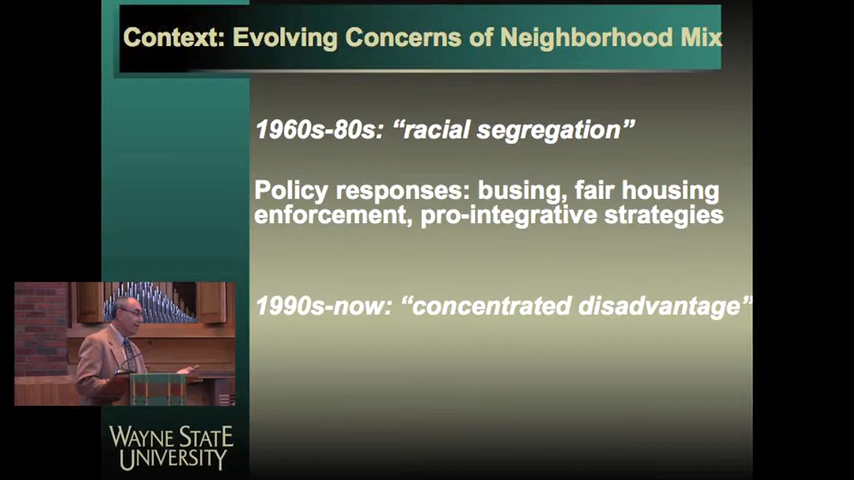 Context: Evolving Concerns of Neighborhood Mix
1960s-80s: “racial segregation”
Policy responses: busing, fair housing
enforcement, pro-integrative strategies
1990s-now: “concentrated disadvantage”
WAYNE STATE
UNIVERSITY